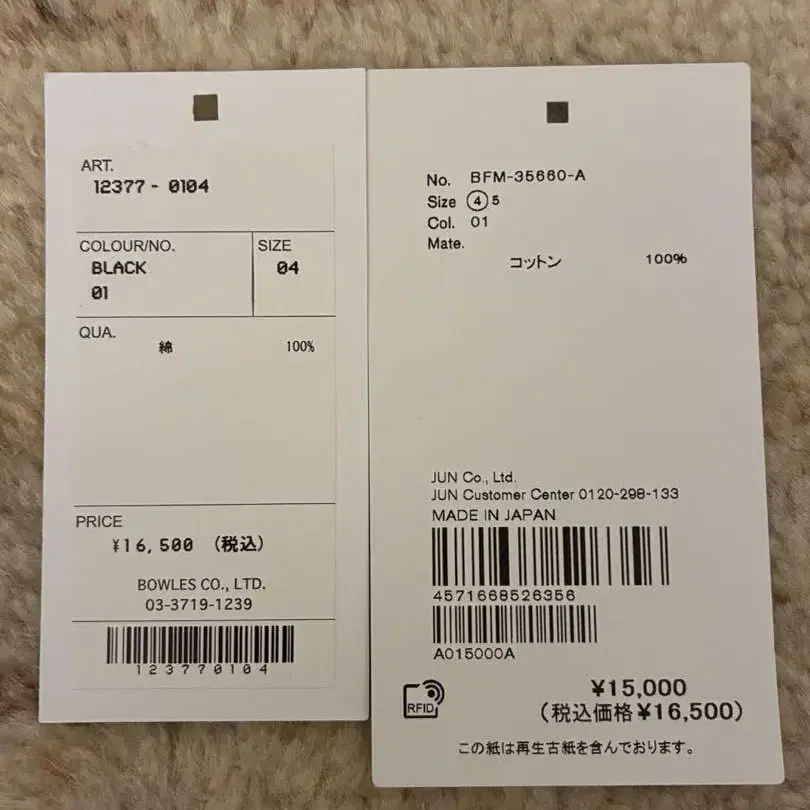 ART.
12377 - 0104
COLOUR/NO. SIZE
BLACK 04
01
QUA.
綿 100%
PRICE
¥16,500 (税込)
BOWLES CO., LTD.
03-3719-1239
123770104
No. BFM-35660-A
Size ④ 5
Col. 01
Mate.
コットン 100%
JUN Co., Ltd.
JUN Customer Center 0120-298-133
MADE IN JAPAN
4571668526356
A015000A
RFID
¥15,000
(税込価格¥16,500)
この紙は再生古紙を含んでおります。